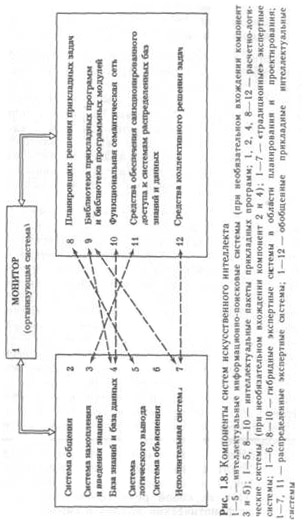 1
МОНИТОР
(организующая система)
Система общения 2
Система накопления
и введения знаний 3
База знаний и база данных 4
Система
логического вывода 5
Система объяснения 6
Исполнительная система 7
8 Планировщик решения прикладных задач
9 Библиотека прикладных программ
и библиотека программных модулей
10 Функциональная семантическая сеть
11 Средства обеспечения санкционированного
доступа к системам распределенных баз
знаний и данных
12 Средства коллективного решения задач
Рис. 1.8. Компоненты систем искусственного интеллекта
1—5 — интеллектуальные информационно-поисковые системы (при необязательном вхождении компонент
3 и 5); 1—5, 8—10 — интеллектуальные пакеты прикладных программ; 1, 2, 4, 8—12 — расчетно-логи-
ческие системы (при необязательном вхождении компонент 2 и 4); 1—7 — «традиционные» экспертные
системы; 1—6, 8—10 — гибридные экспертные системы в области планирования и проектирования;
1—7, 11 — распределенные экспертные системы; 1—12 — обобщенные прикладные интеллектуальные
системы